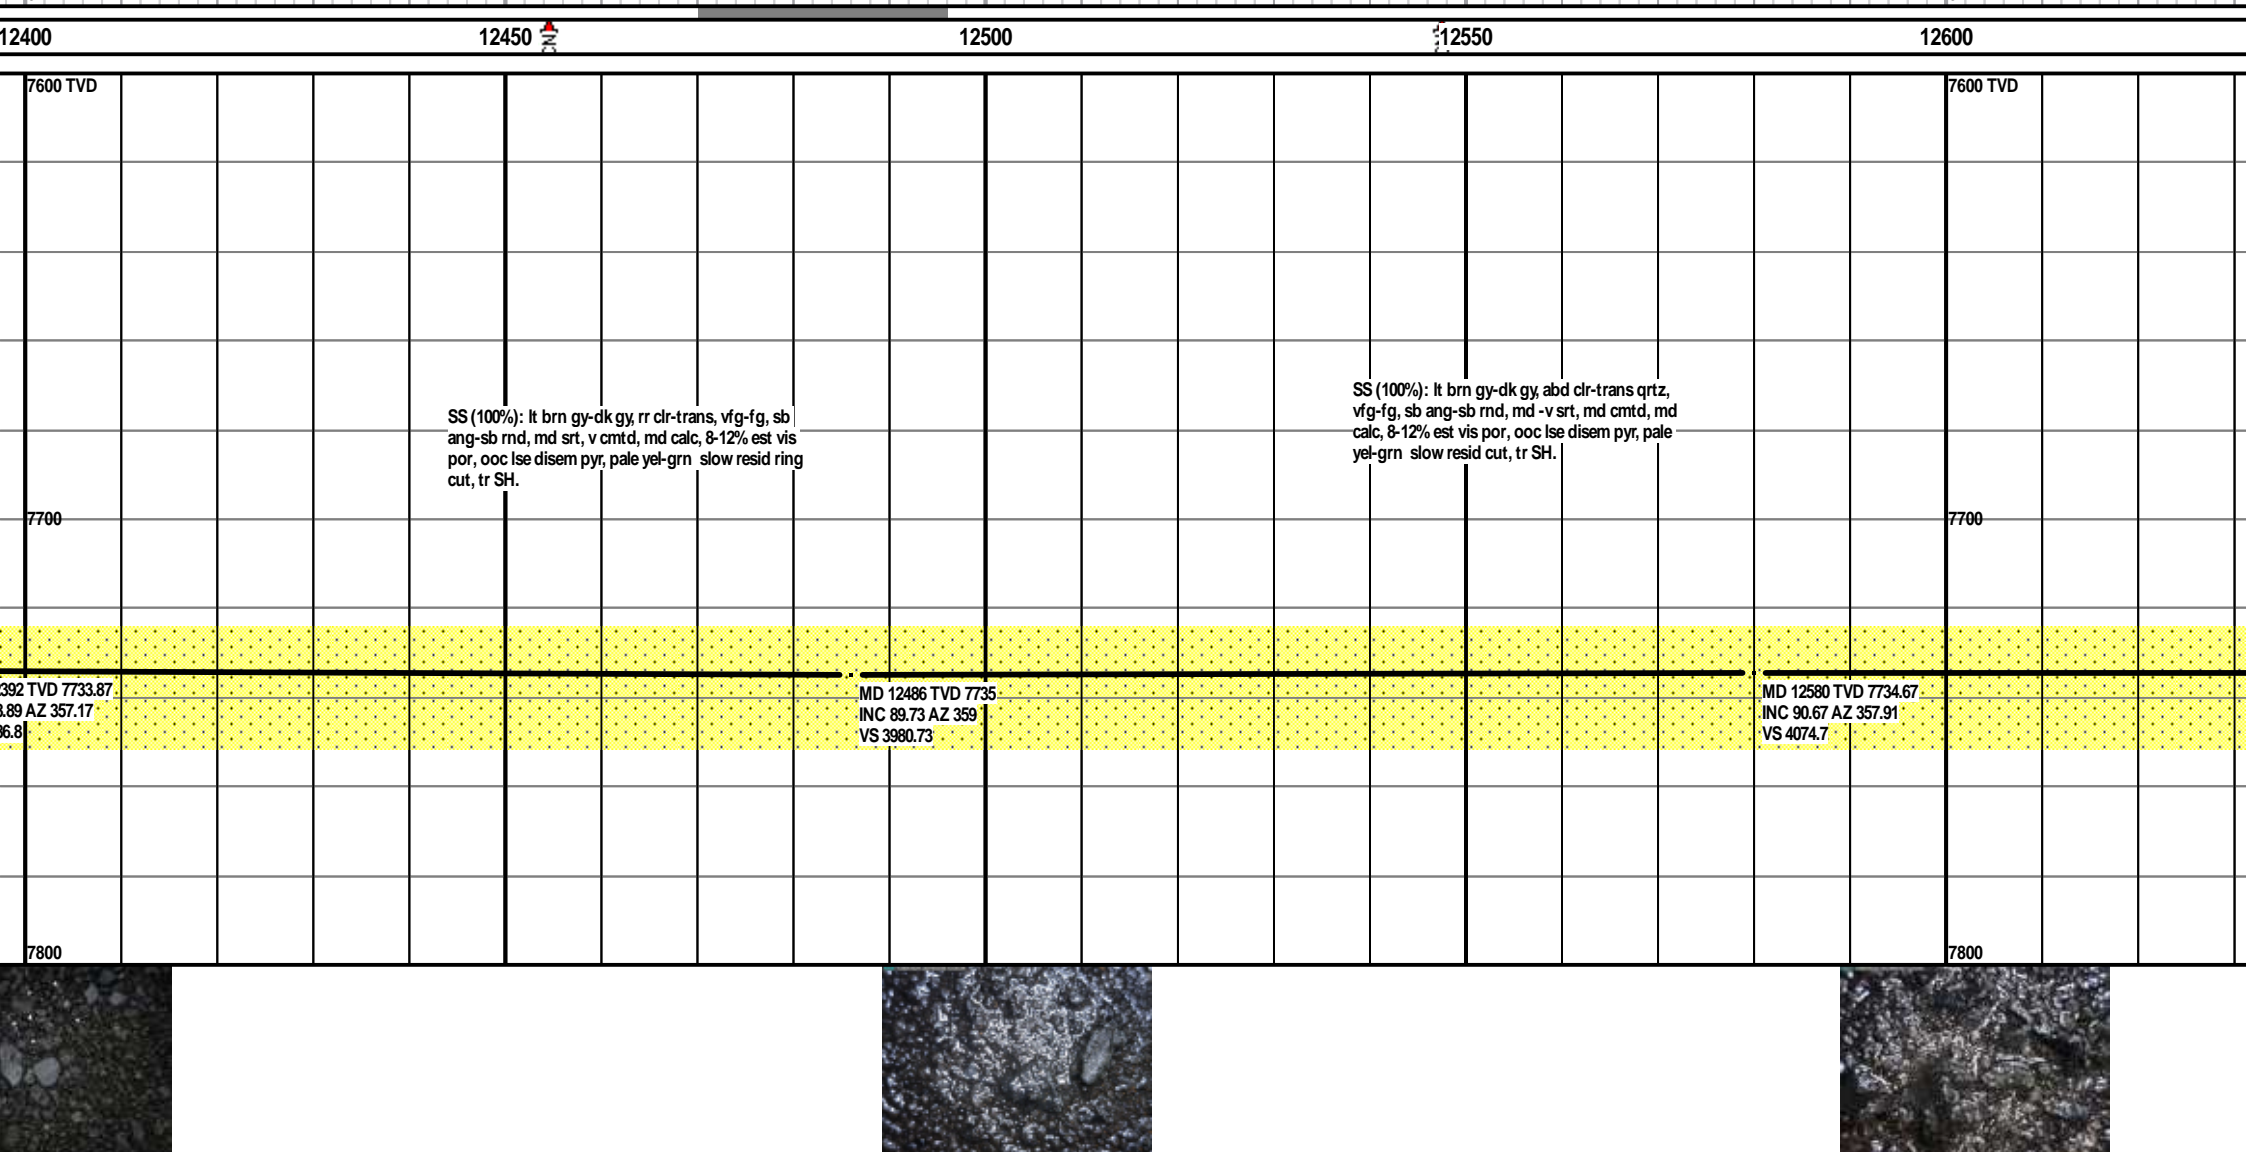 12400 12450 12500 12550 12600
7600 TVD 7600 TVD
SS (100%): lt brn gy-dk gy, rr clr-trans, vfg-fg, sb
ang-sb rnd, md srt, v cmtd, md calc, 8-12% est vis
por, ooc lse disem pyr, pale yel-grn slow resid ring
cut, tr SH.
SS (100%): lt brn gy-dk gy, abd clr-trans qrtz,
vfg-fg, sb ang-sb rnd, md -v srt, md cmtd, md
calc, 8-12% est vis por, ooc lse disem pyr, pale
yel-grn slow resid cut, tr SH.
7700 7700
392 TVD 7733.87
.89 AZ 357.17
6.8
MD 12486 TVD 7735
INC 89.73 AZ 359
VS 3980.73
MD 12580 TVD 7734.67
INC 90.67 AZ 357.91
VS 4074.7
7800 7800